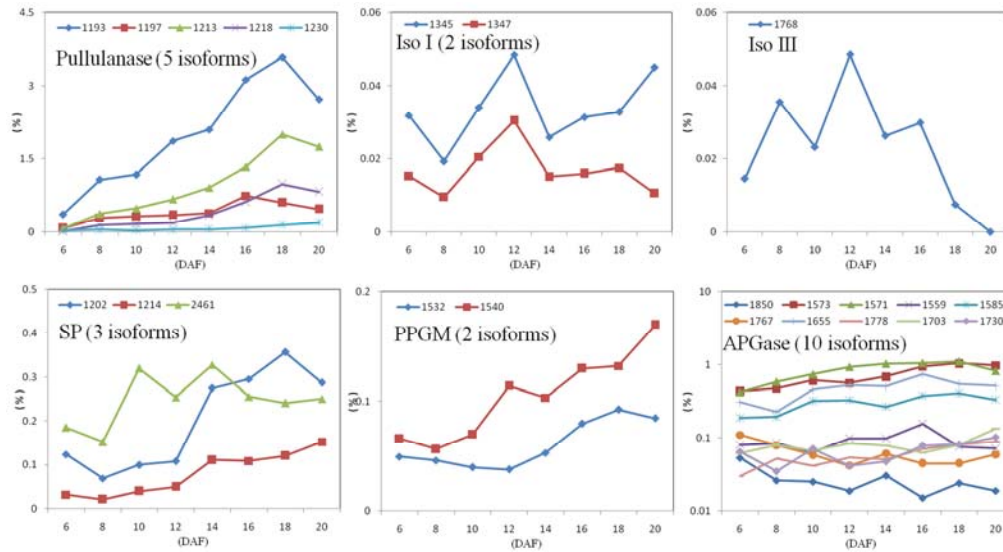 1193 1197 1213 1218 1230
Pullulanase (5 isoforms)
4.5
3
1.5
0
(%)
6 8 10 12 14 16 18 20
(DAF)
1345 1347
Iso I (2 isoforms)
0.06
0.04
0.02
0
(%)
6 8 10 12 14 16 18 20
(DAF)
1768
Iso III
0.06
0.04
0.02
0
(%)
6 8 10 12 14 16 18 20
(DAF)
1202 1214 2461
SP (3 isoforms)
0.5
0.4
0.3
0.2
0.1
0
(%)
6 8 10 12 14 16 18 20
(DAF)
1532 1540
PPGM (2 isoforms)
0.2
0.1
0
(%)
6 8 10 12 14 16 18 20
(DAF)
1850 1573 1571 1559 1585
1767 1655 1778 1703 1730
APGase (10 isoforms)
10
1
0.1
0.01
(%)
6 8 10 12 14 16 18 20
(DAF)